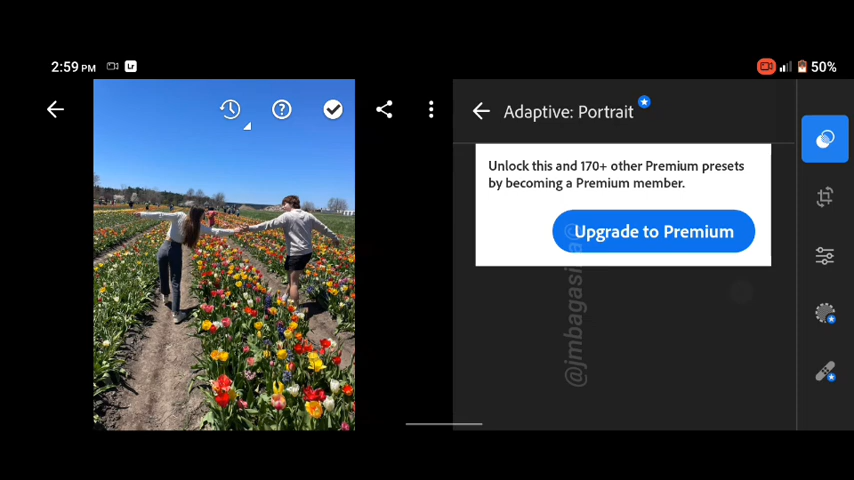 2:59 PM
Lr
50%
Adaptive: Portrait
Unlock this and 170+ other Premium presets
by becoming a Premium member.
Upgrade to Premium